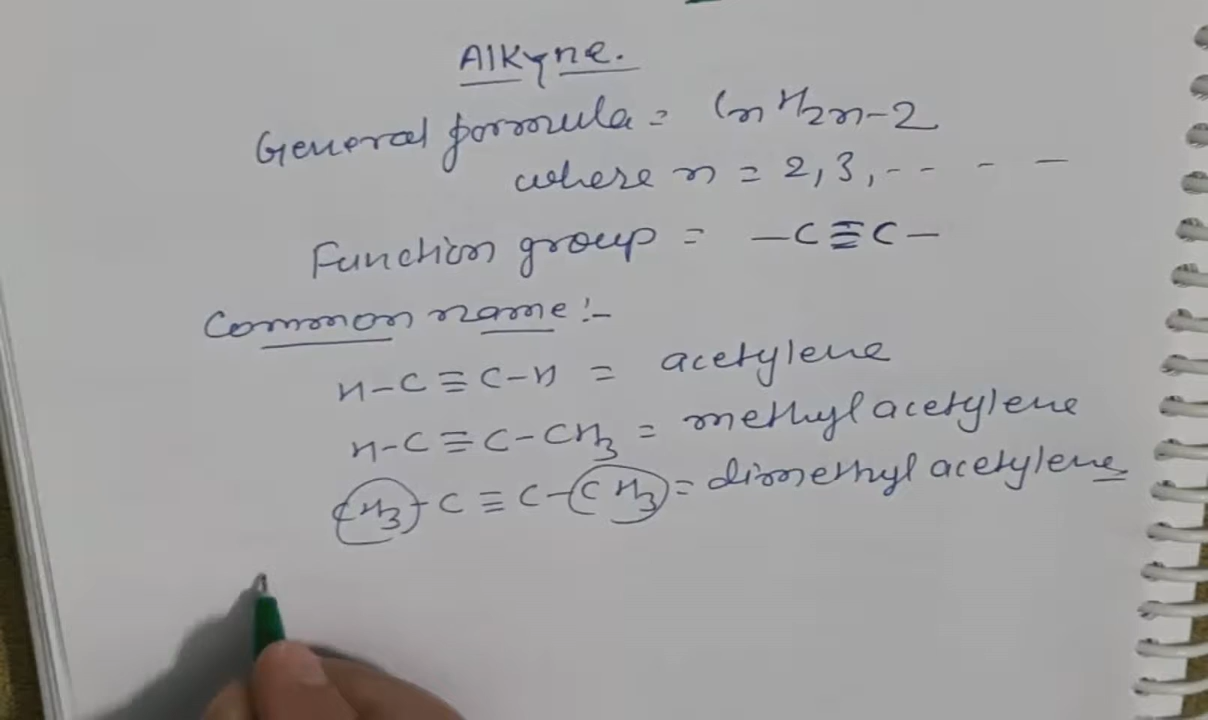 Alkyne.
General formula = CnH2n-2
where n = 2,3,-- - -
Function group = -C≡C-
Common name:-
H-C≡C-H = acetylene
H-C≡C-CH3 = methyl acetylene
CH3-C≡C-CH3 = dimethyl acetylene